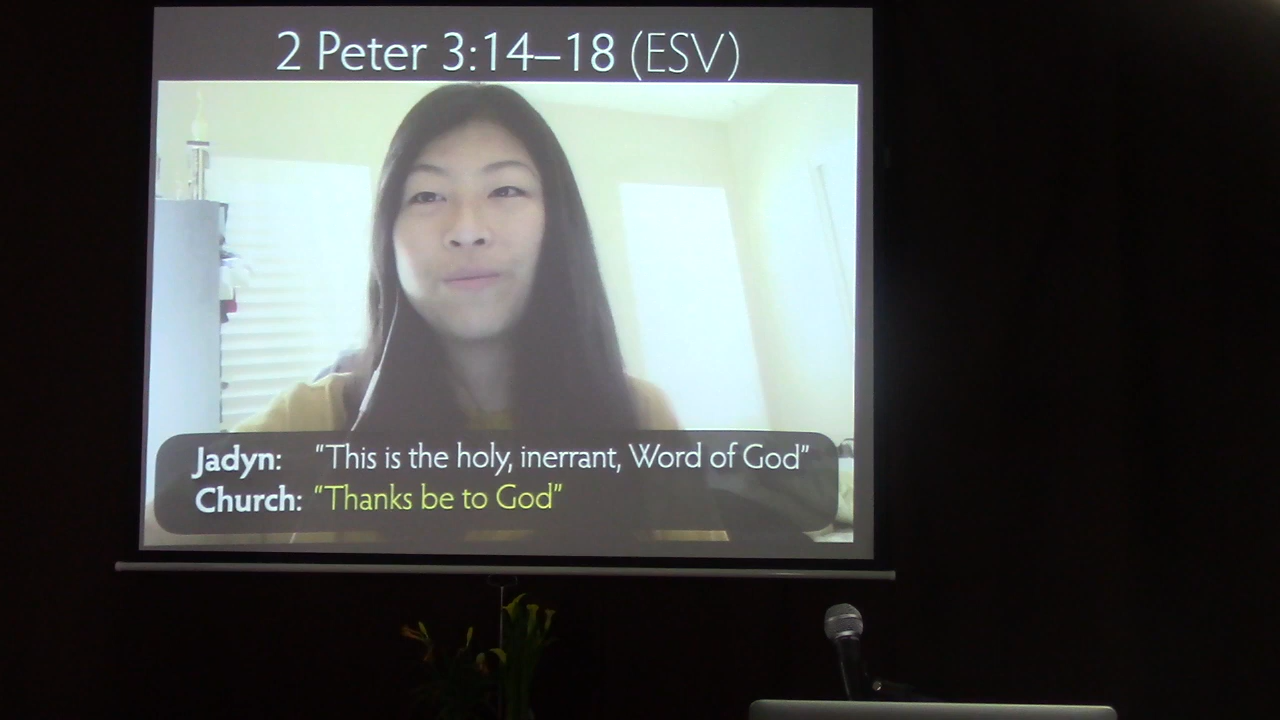 2 Peter 3:14–18 (ESV)
Jadyn: “This is the holy, inerrant, Word of God”
Church: “Thanks be to God”